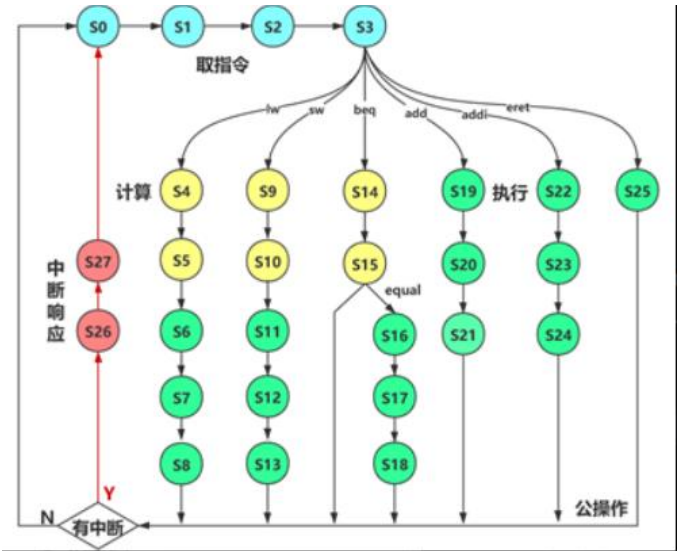 S0 S1 S2 S3
取指令
lw sw beq add addi eret
计算 S4 S9 S14 S19 执行 S22 S25
中断响应
S27 S5 S10 S15 S20 S23
equal
S26 S6 S11 S16 S21 S24
S7 S12 S17
S8 S13 S18
Y
公操作
N 有中断